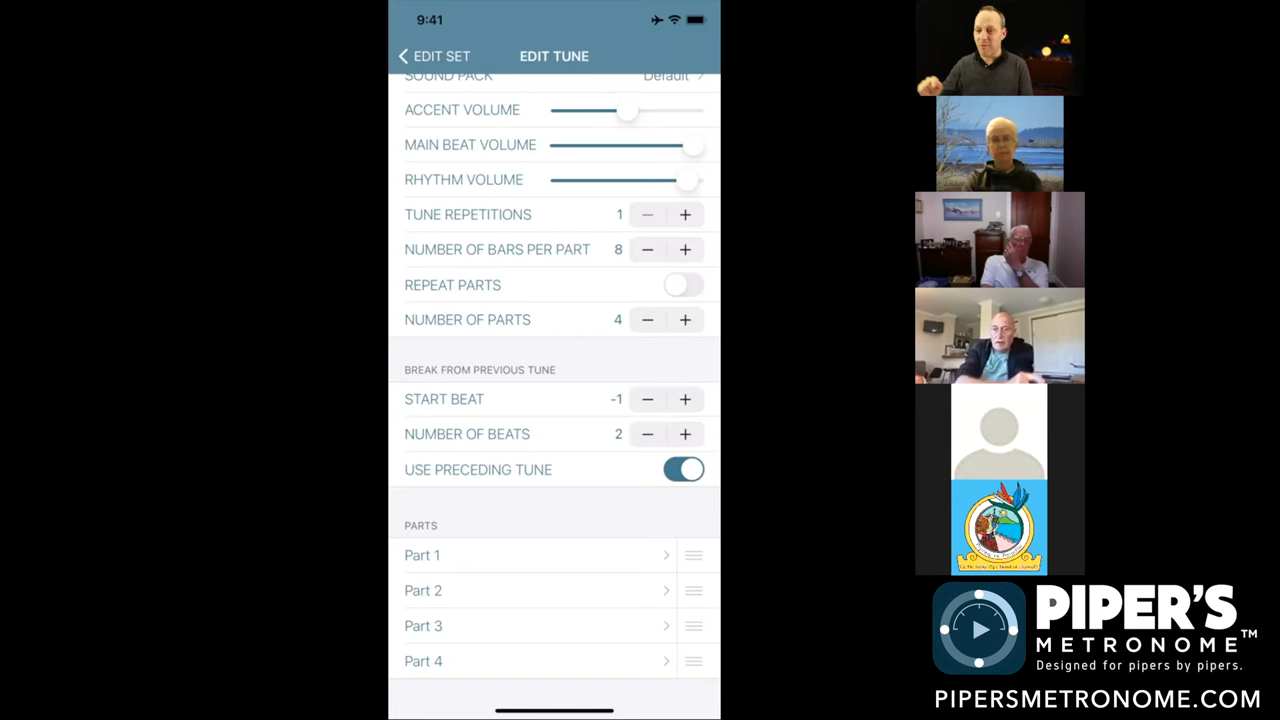 9:41
EDIT SET
EDIT TUNE
SOUND PACK Default
ACCENT VOLUME
MAIN BEAT VOLUME
RHYTHM VOLUME
TUNE REPETITIONS 1 − +
NUMBER OF BARS PER PART 8 − +
REPEAT PARTS
NUMBER OF PARTS 4 − +
BREAK FROM PREVIOUS TUNE
START BEAT -1 − +
NUMBER OF BEATS 2 − +
USE PRECEDING TUNE
PARTS
Part 1
Part 2
Part 3
Part 4
PIPER'S
METRONOME™
Designed for pipers by pipers.
PIPERSMETRONOME.COM